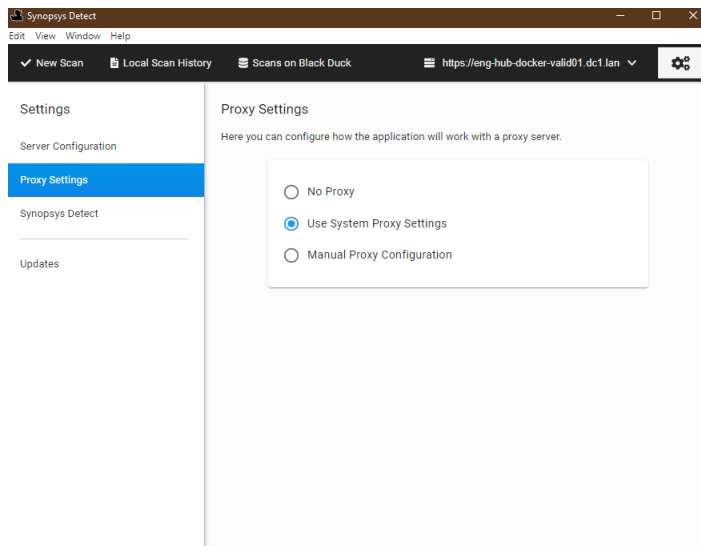 Synopsys Detect
Edit View Window Help
New Scan Local Scan History Scans on Black Duck https://eng-hub-docker-valid01.dc1.lan
Settings
Server Configuration
Proxy Settings
Synopsys Detect
Updates
Proxy Settings
Here you can configure how the application will work with a proxy server.
No Proxy
Use System Proxy Settings
Manual Proxy Configuration